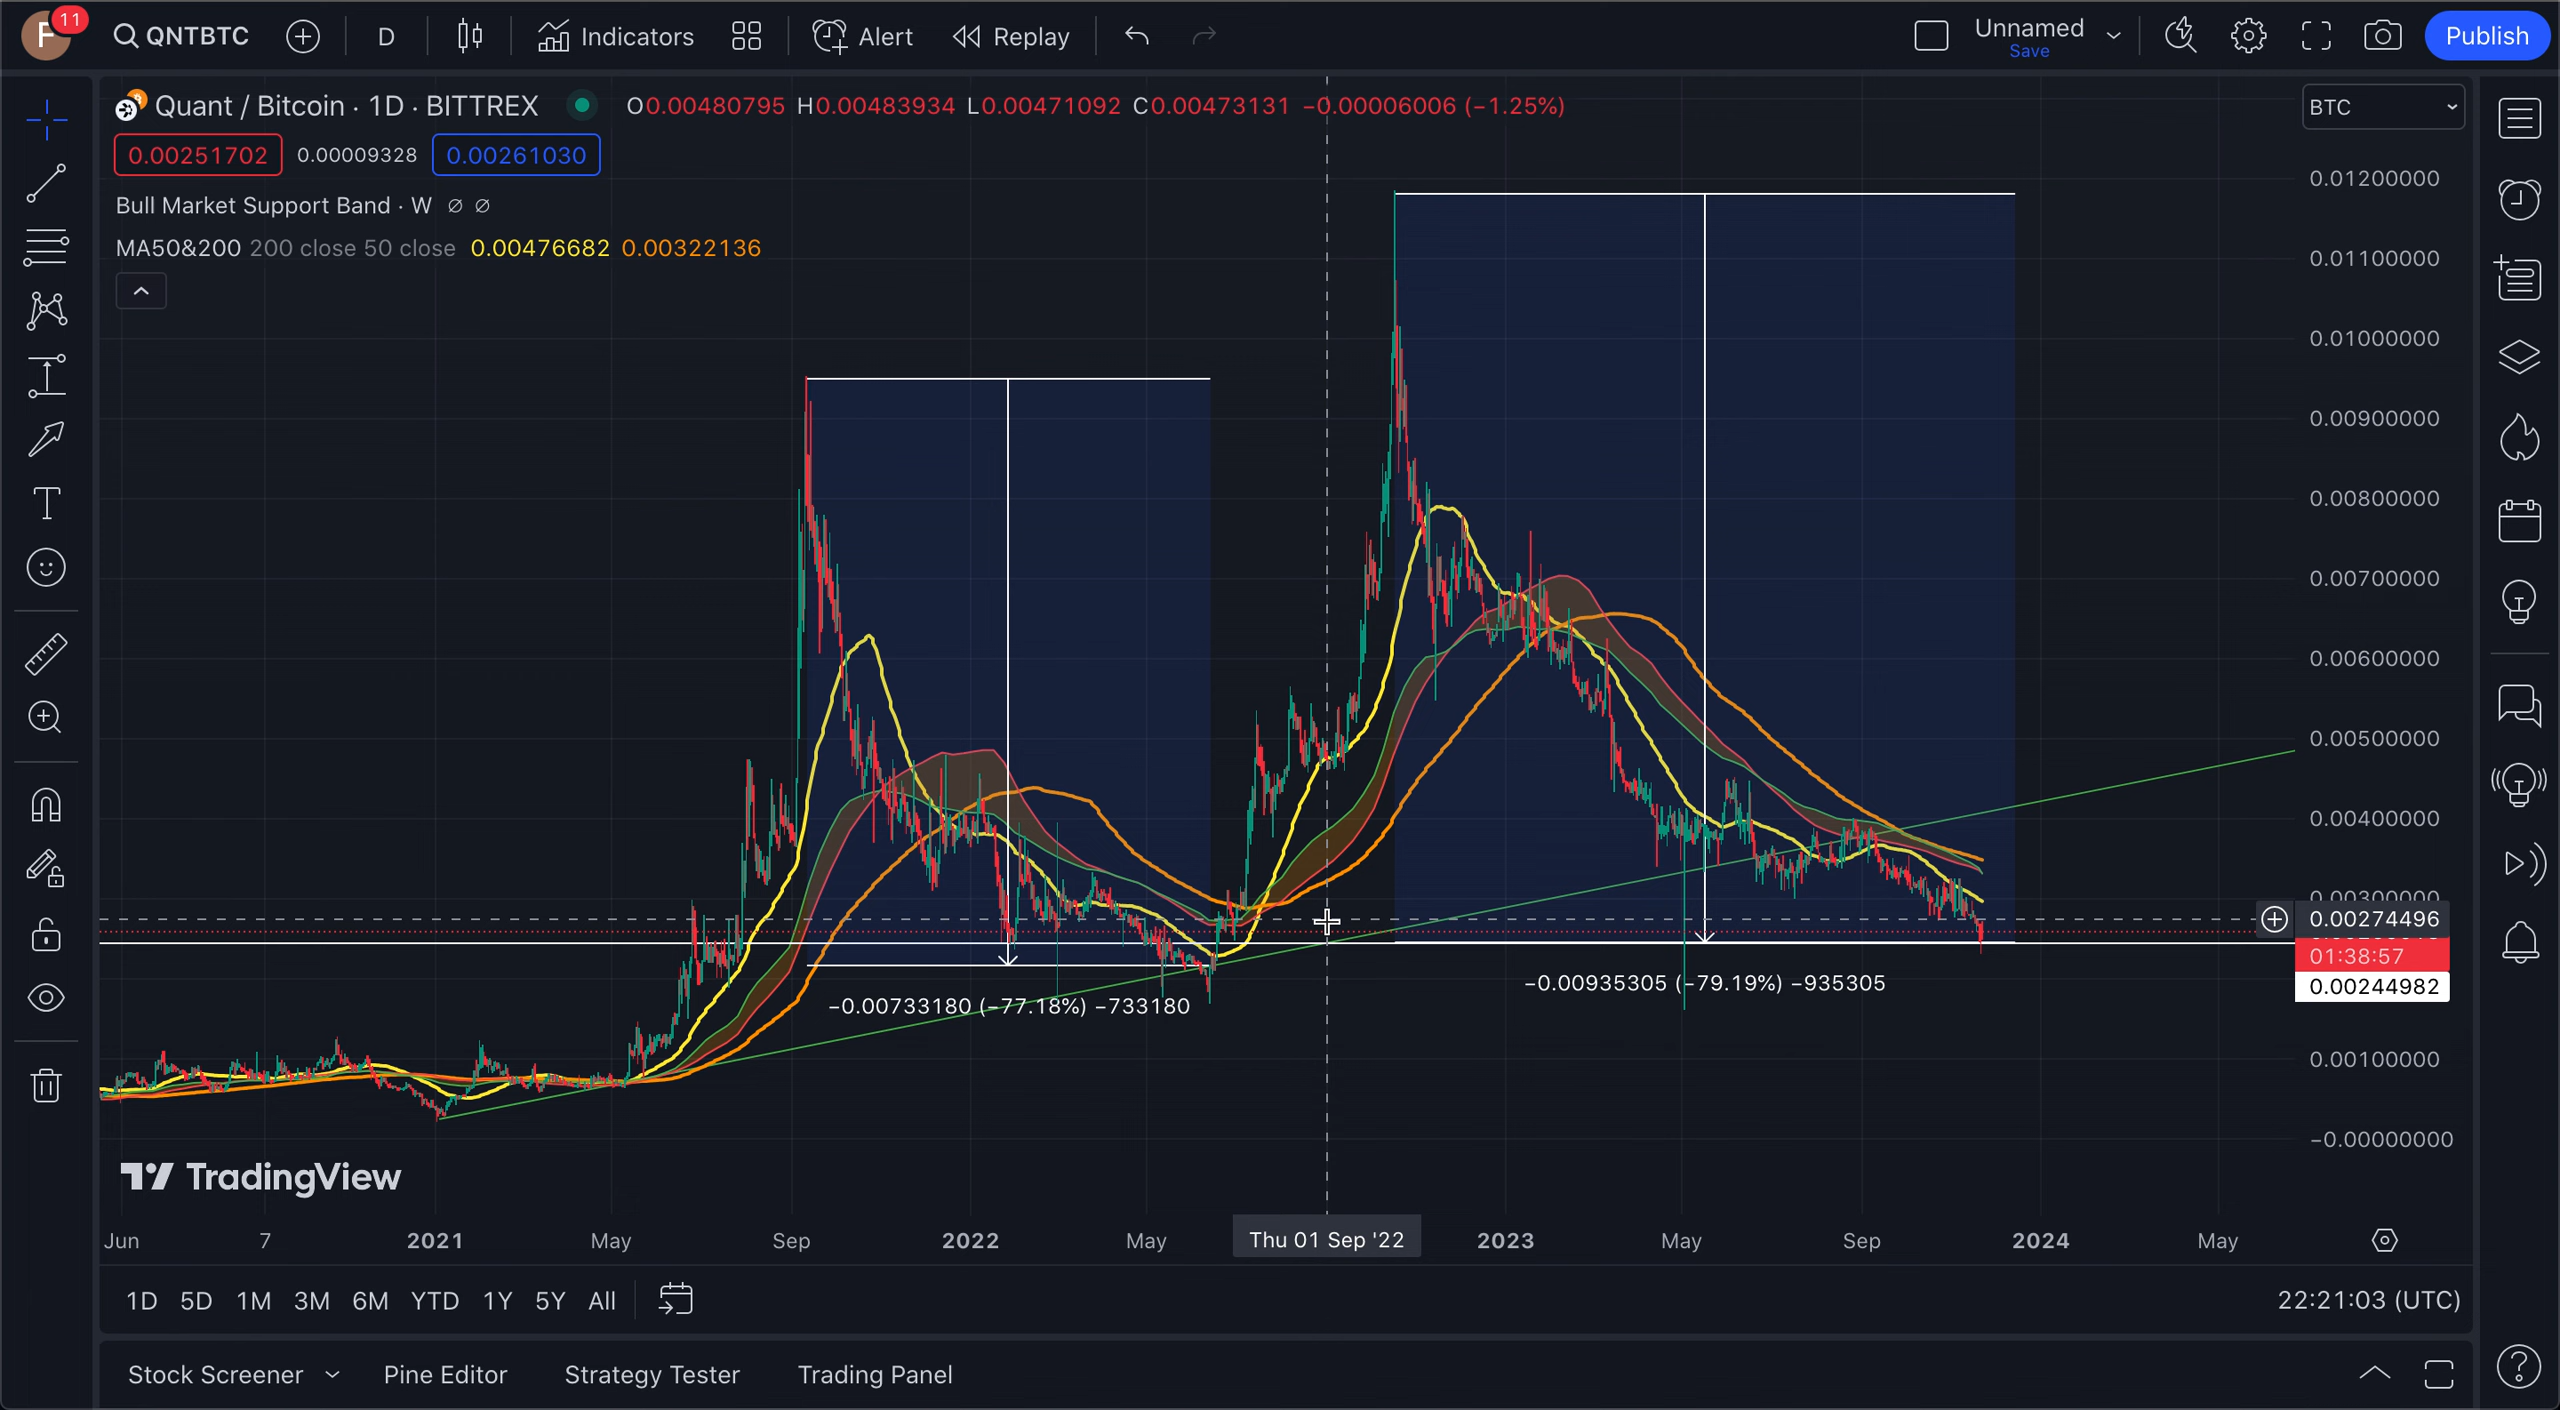 F 11 QNTBTC D Indicators Alert Replay Unnamed Save Publish
Quant / Bitcoin · 1D · BITTREX O0.00480795 H0.00483934 L0.00471092 C0.00473131 −0.00006006 (−1.25%) BTC
0.00251702 0.00009328 0.00261030
Bull Market Support Band · W ∅ ∅
MA50&200 200 close 50 close 0.00476682 0.00322136
0.01200000
0.01100000
0.01000000
0.00900000
0.00800000
0.00700000
0.00600000
0.00500000
0.00400000
0.00300000
0.00274496
01:38:57
0.00244982
−0.00935305 (−79.19%) −935305
−0.00733180 (−77.18%) −733180
0.00100000
−0.00000000
TradingView
Jun 7 2021 May Sep 2022 May Thu 01 Sep '22 2023 May Sep 2024 May
1D 5D 1M 3M 6M YTD 1Y 5Y All 22:21:03 (UTC)
Stock Screener Pine Editor Strategy Tester Trading Panel